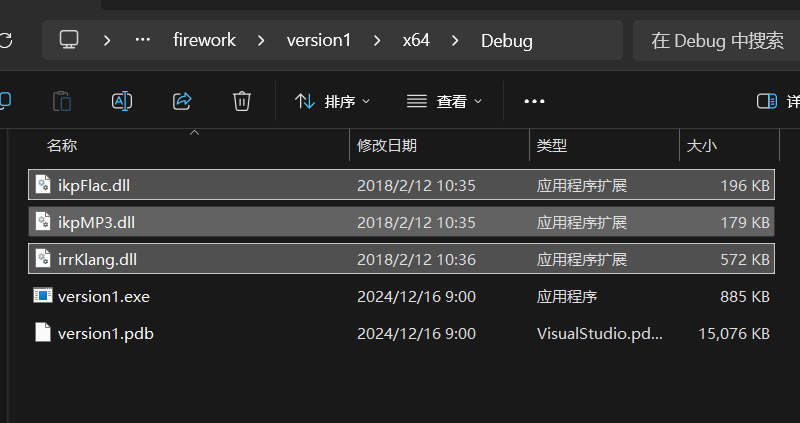 … firework version1 x64 Debug 在 Debug 中搜索
排序 查看 … 详
名称 修改日期 类型 大小
ikpFlac.dll 2018/2/12 10:35 应用程序扩展 196 KB
ikpMP3.dll 2018/2/12 10:35 应用程序扩展 179 KB
irrKlang.dll 2018/2/12 10:36 应用程序扩展 572 KB
version1.exe 2024/12/16 9:00 应用程序 885 KB
version1.pdb 2024/12/16 9:00 VisualStudio.pd... 15,076 KB